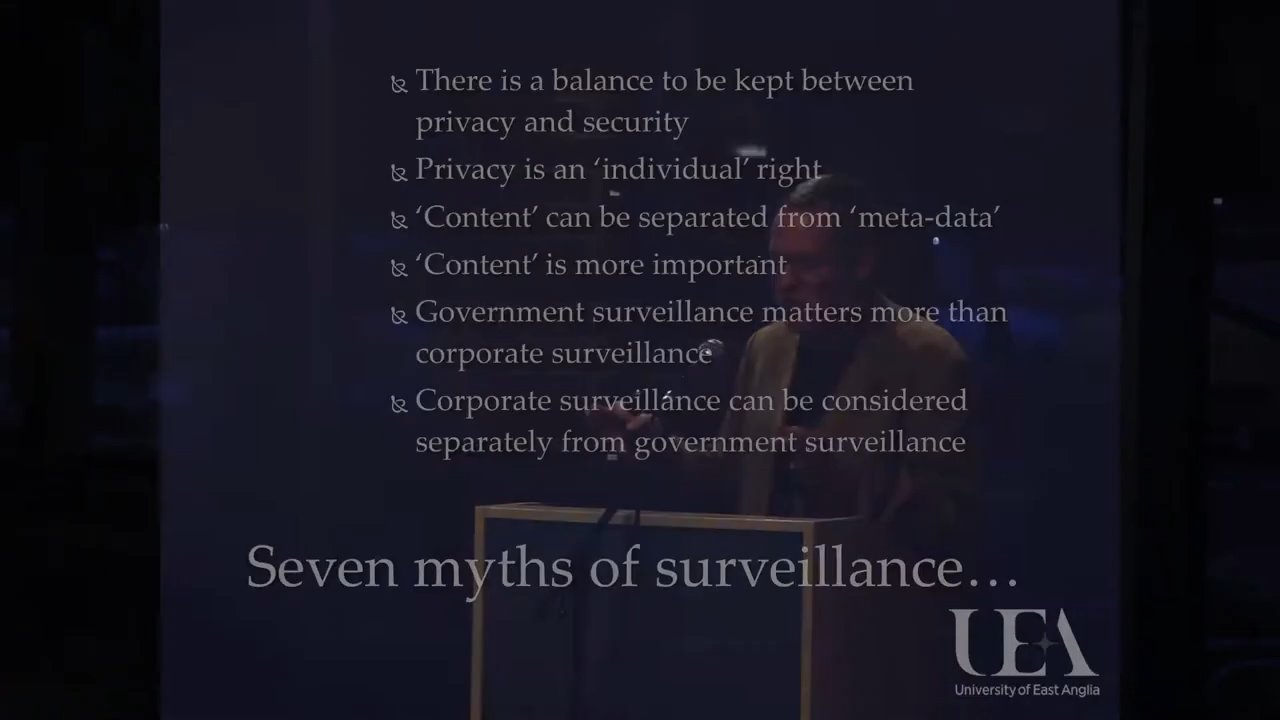 There is a balance to be kept between
privacy and security
Privacy is an ‘individual’ right
‘Content’ can be separated from ‘meta-data’
‘Content’ is more important
Government surveillance matters more than
corporate surveillance
Corporate surveillance can be considered
separately from government surveillance
Seven myths of surveillance…
UEA
University of East Anglia